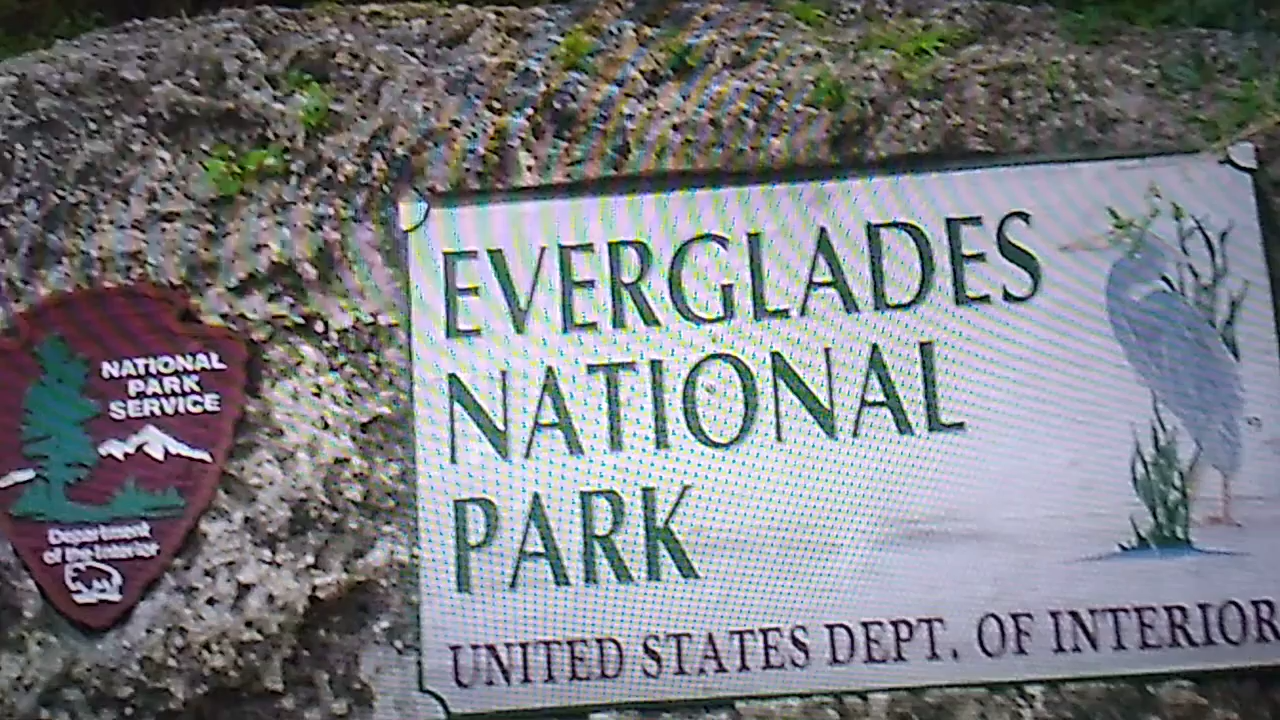 NATIONAL
PARK
SERVICE
Department
of the Interior
EVERGLADES
NATIONAL
PARK
UNITED STATES DEPT. OF INTERIOR